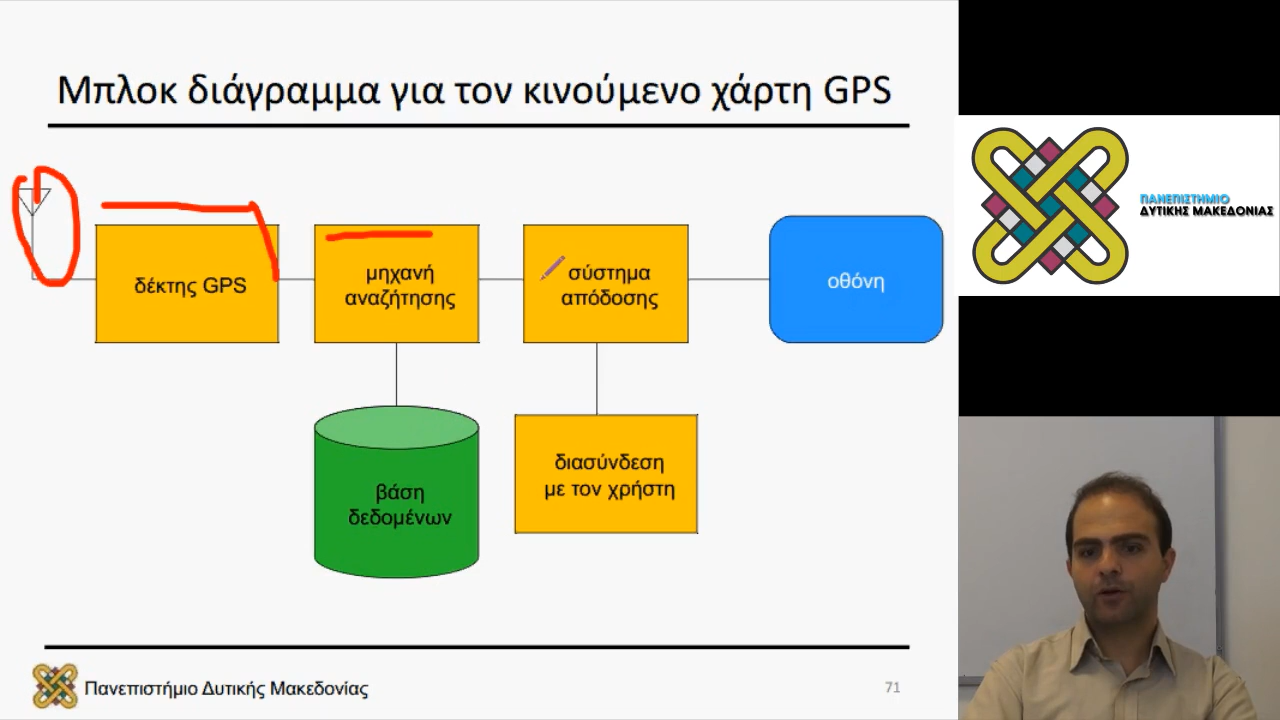 Μπλοκ διάγραμμα για τον κινούμενο χάρτη GPS
ΠΑΝΕΠΙΣΤΗΜΙΟ
ΔΥΤΙΚΗΣ ΜΑΚΕΔΟΝΙΑΣ
δέκτης GPS
μηχανή
αναζήτησης
σύστημα
απόδοσης
οθόνη
βάση
δεδομένων
διασύνδεση
με τον χρήστη
Πανεπιστήμιο Δυτικής Μακεδονίας
71